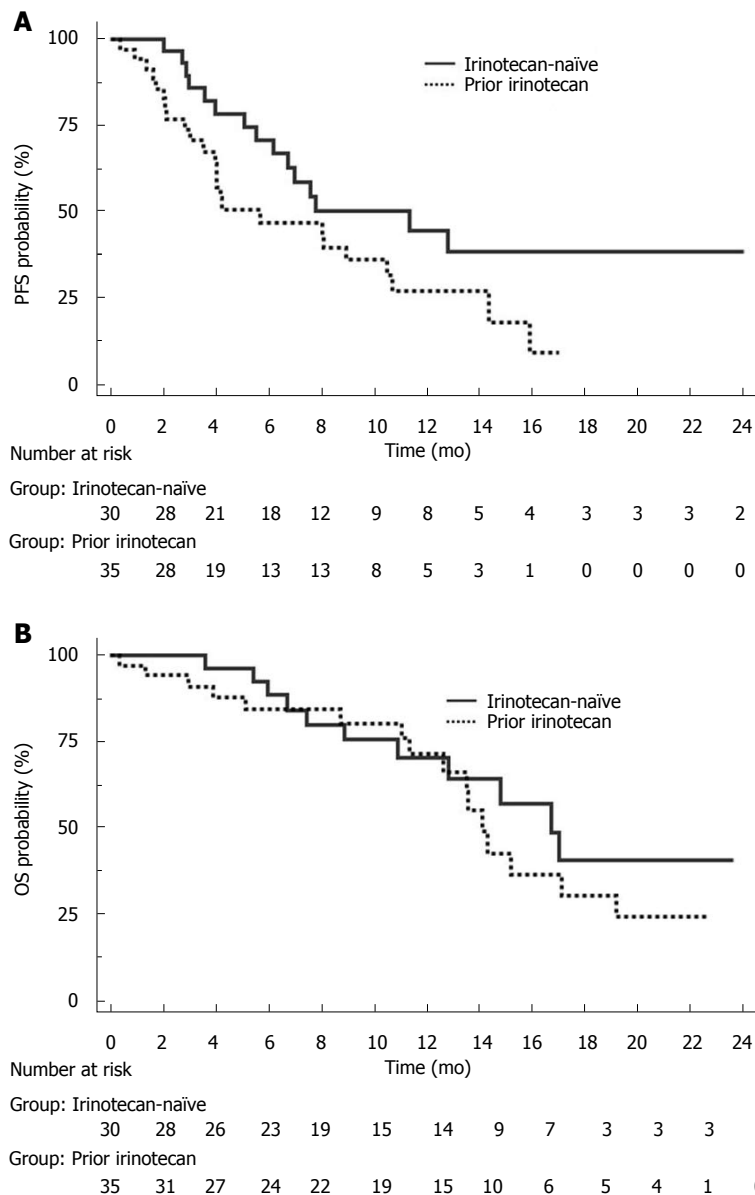 A
100
75
50
25
0
PFS probability (%)
Irinotecan-naïve
Prior irinotecan
0 2 4 6 8 10 12 14 16 18 20 22 24
Time (mo)
Number at risk
Group: Irinotecan-naïve
30 28 21 18 12 9 8 5 4 3 3 3 2
Group: Prior irinotecan
35 28 19 13 13 8 5 3 1 0 0 0 0
B
100
75
50
25
0
OS probability (%)
Irinotecan-naïve
Prior irinotecan
0 2 4 6 8 10 12 14 16 18 20 22 24
Time (mo)
Number at risk
Group: Irinotecan-naïve
30 28 26 23 19 15 14 9 7 3 3 3
Group: Prior irinotecan
35 31 27 24 22 19 15 10 6 5 4 1